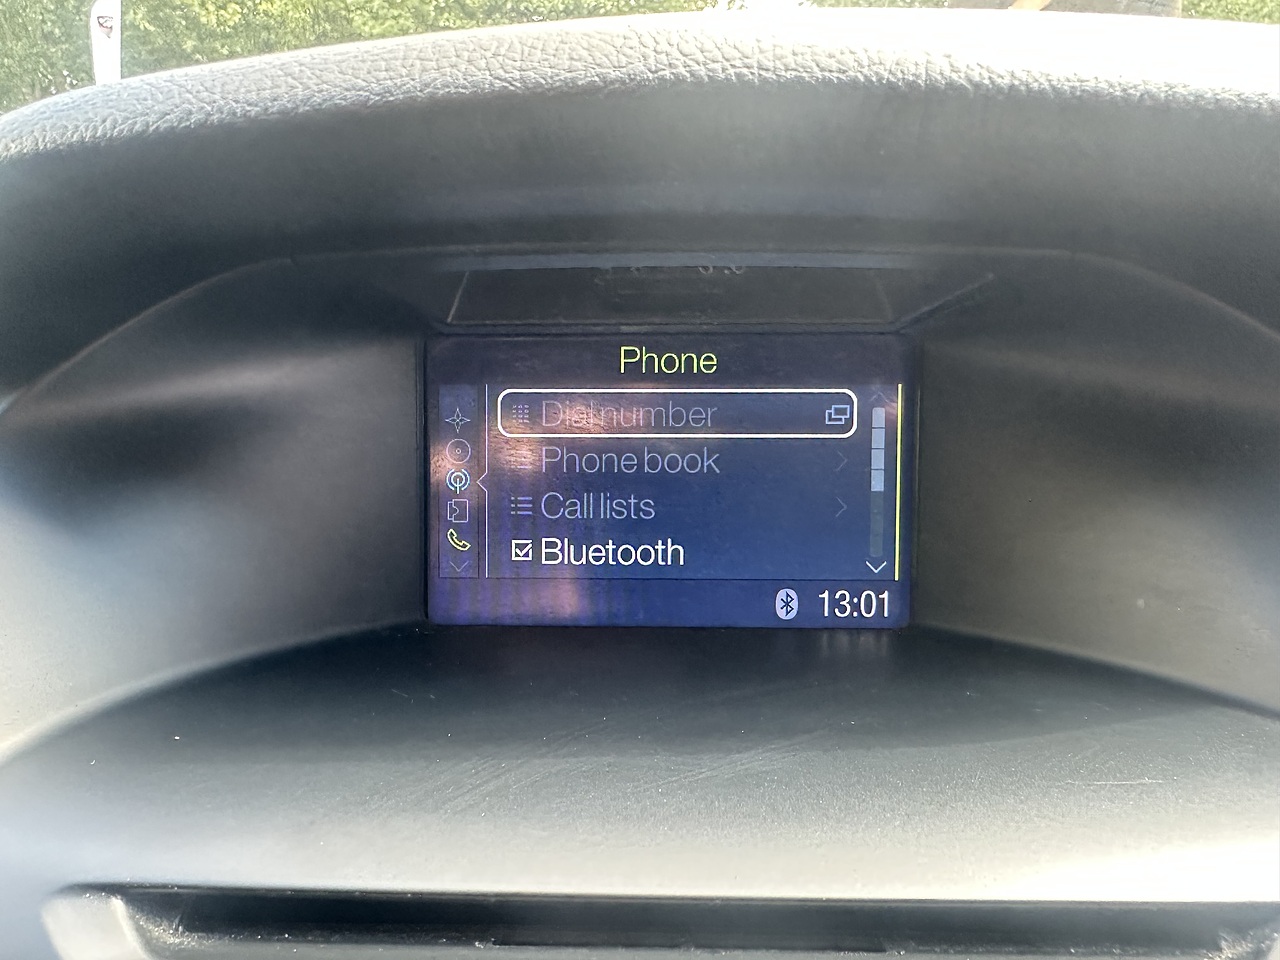 Phone
Dial number
Phone book
Call lists
Bluetooth
13:01